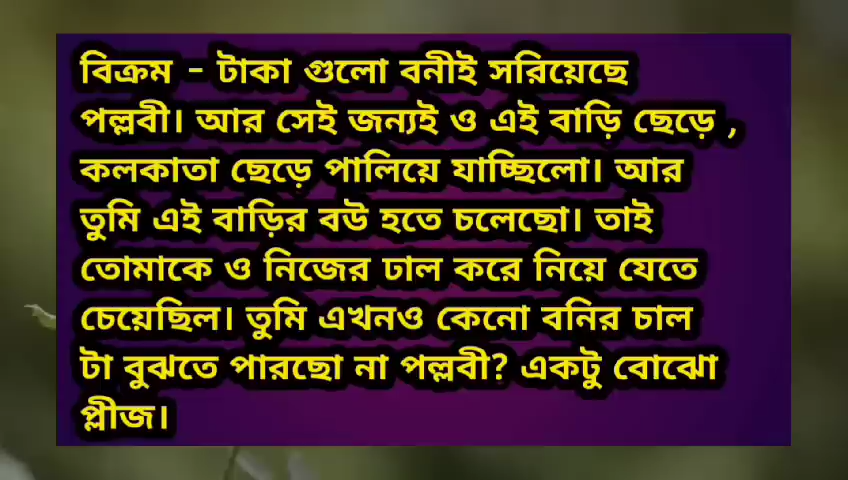 বিক্রম - টাকা গুলো বনীই সরিয়েছে
পল্লবী। আর সেই জন্যই ও এই বাড়ি ছেড়ে ,
কলকাতা ছেড়ে পালিয়ে যাচ্ছিলো। আর
তুমি এই বাড়ির বউ হতে চলেছো। তাই
তোমাকে ও নিজের ঢাল করে নিয়ে যেতে
চেয়েছিল। তুমি এখনও কেনো বনির চাল
টা বুঝতে পারছো না পল্লবী? একটু বোঝো
প্লীজ।